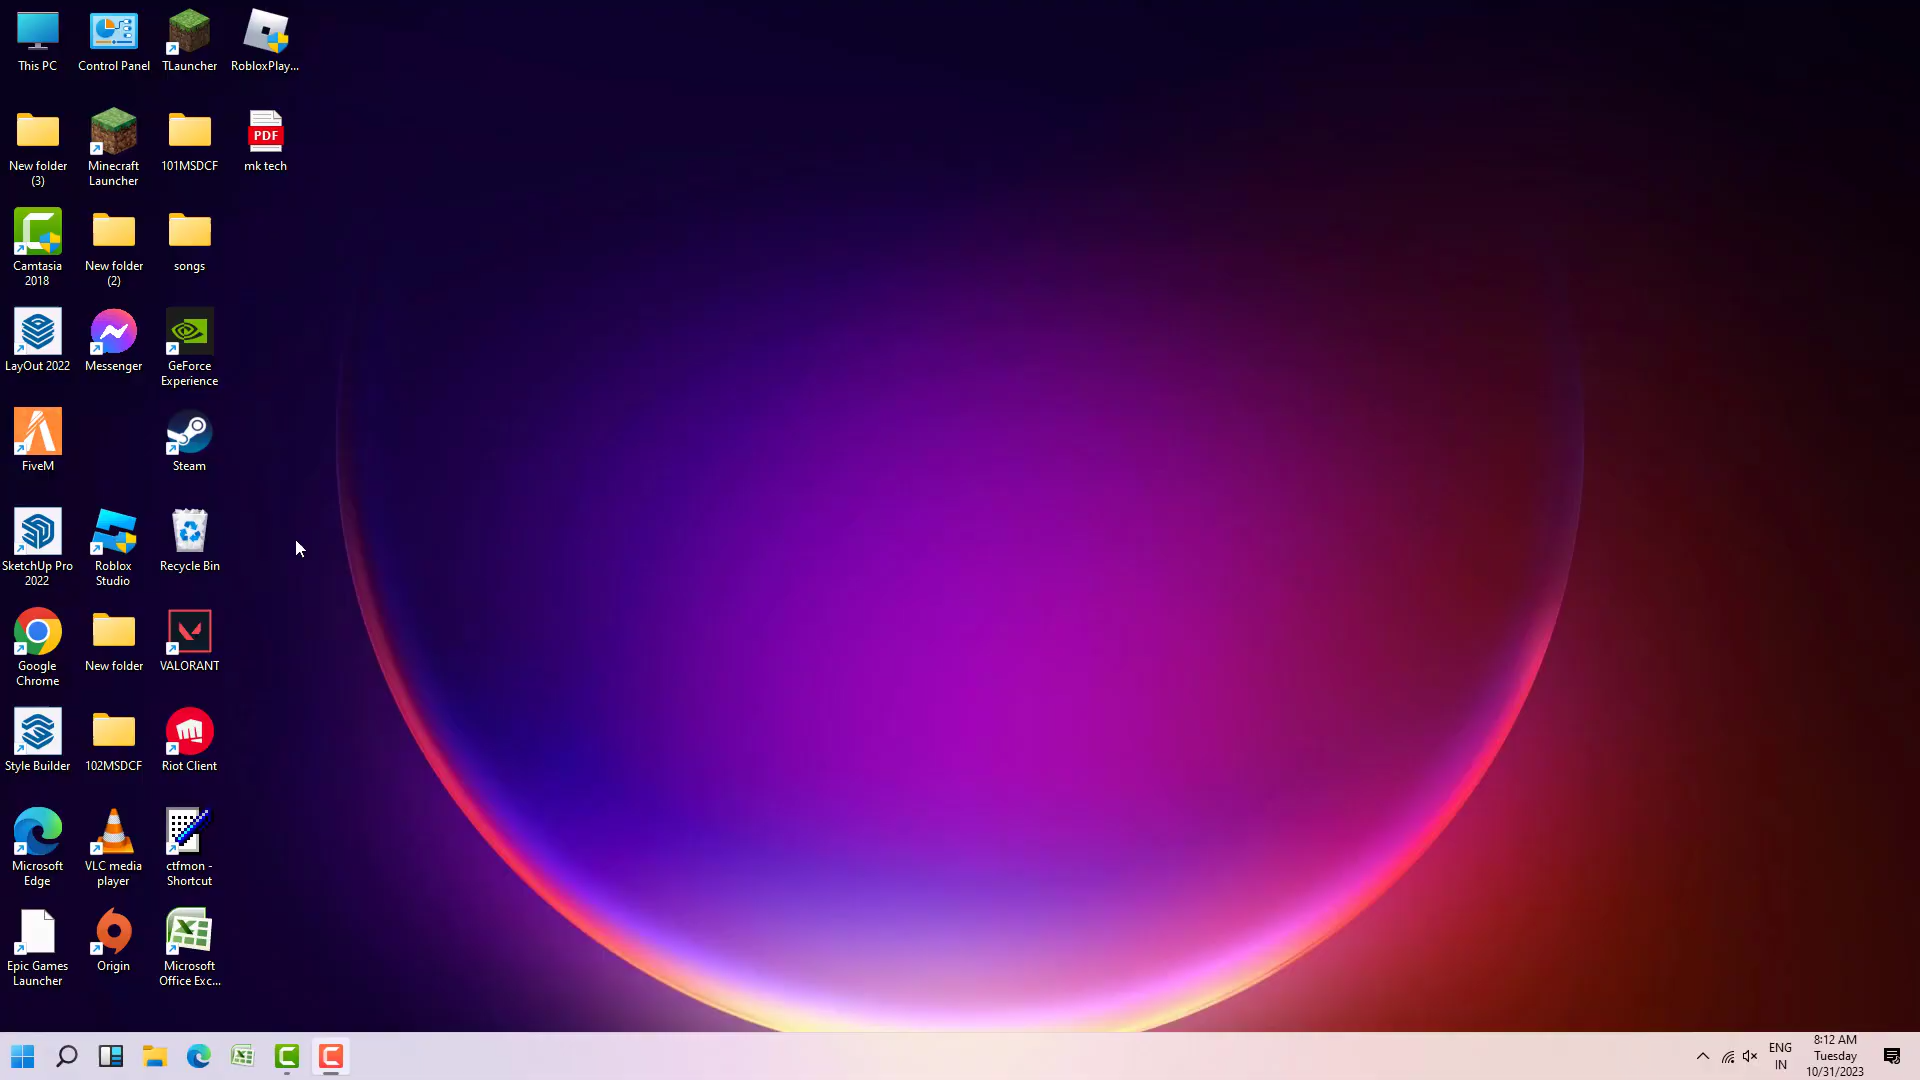 This PC
Control Panel
TLauncher
RobloxPlay...
New folder
(3)
Minecraft
Launcher
101MSDCF
PDF
mk tech
Camtasia
2018
New folder
(2)
songs
LayOut 2022
Messenger
GeForce
Experience
FiveM
Steam
SketchUp Pro
2022
Roblox
Studio
Recycle Bin
Google
Chrome
New folder
VALORANT
Style Builder
102MSDCF
Riot Client
Microsoft
Edge
VLC media
player
ctfmon -
Shortcut
Epic Games
Launcher
Origin
Microsoft
Office Exc...
ENG
IN
8:12 AM
Tuesday
10/31/2023